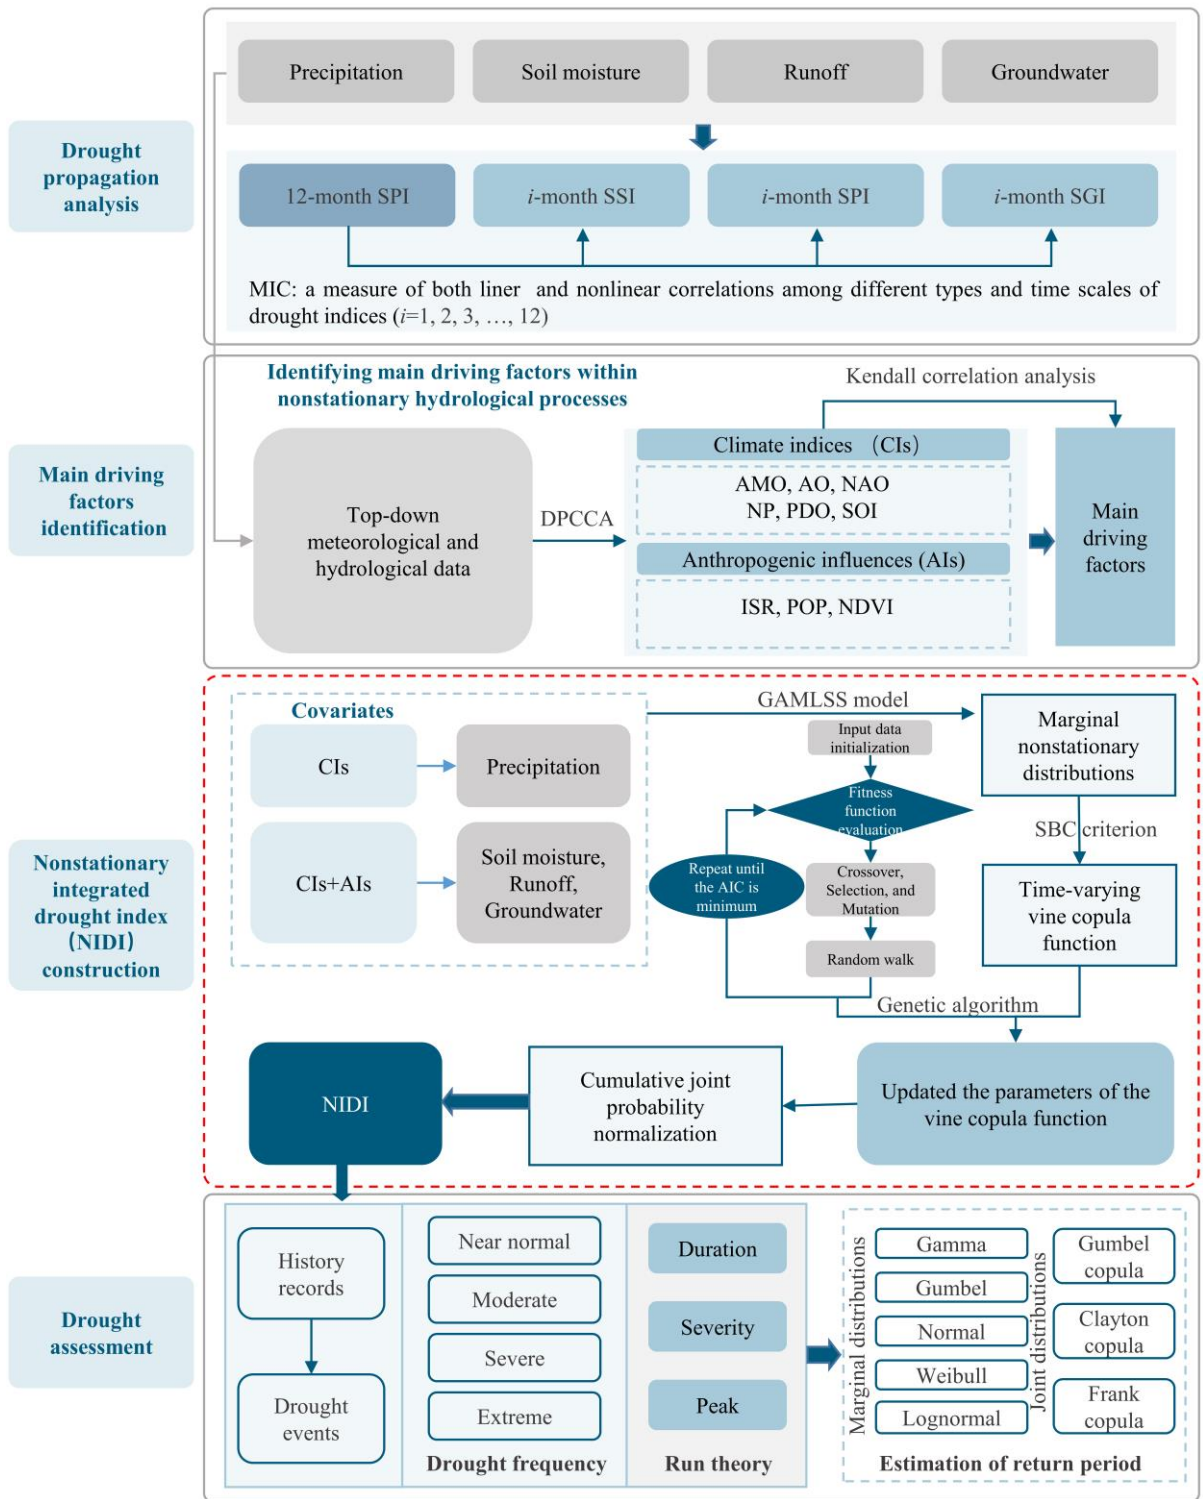 Drought
propagation
analysis
Precipitation
Soil moisture
Runoff
Groundwater
12-month SPI
i-month SSI
i-month SPI
i-month SGI
MIC: a measure of both liner and nonlinear correlations among different types and time scales of
drought indices (i=1, 2, 3, …, 12)
Main driving
factors
identification
Identifying main driving factors within
nonstationary hydrological processes
Kendall correlation analysis
Top-down
meteorological and
hydrological data
DPCCA
Climate indices (CIs)
AMO, AO, NAO
NP, PDO, SOI
Anthropogenic influences (AIs)
ISR, POP, NDVI
Main
driving
factors
Nonstationary
integrated
drought index
(NIDI)
construction
Covariates
CIs
Precipitation
CIs+AIs
Soil moisture,
Runoff,
Groundwater
GAMLSS model
Input data
initialization
Fitness
function
evaluation
Repeat until
the AIC is
minimum
Crossover,
Selection, and
Mutation
Random walk
Marginal
nonstationary
distributions
SBC criterion
Time-varying
vine copula
function
Genetic algorithm
Updated the parameters of the
vine copula function
Cumulative joint
probability
normalization
NIDI
Drought
assessment
History
records
Drought
events
Near normal
Moderate
Severe
Extreme
Drought frequency
Duration
Severity
Peak
Run theory
Marginal distributions
Gamma
Gumbel
Normal
Weibull
Lognormal
Joint distributions
Gumbel
copula
Clayton
copula
Frank
copula
Estimation of return period